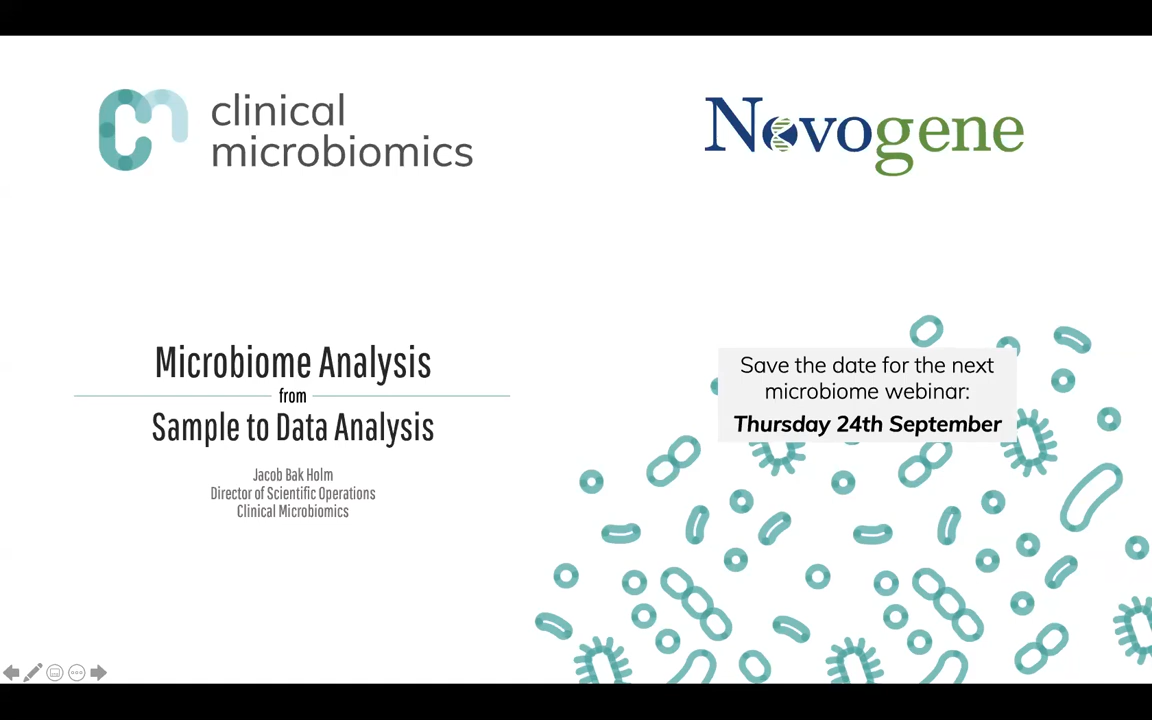 clinical
microbiomics
Novogene
Microbiome Analysis
from
Sample to Data Analysis
Jacob Bak Holm
Director of Scientific Operations
Clinical Microbiomics
Save the date for the next
microbiome webinar:
Thursday 24th September